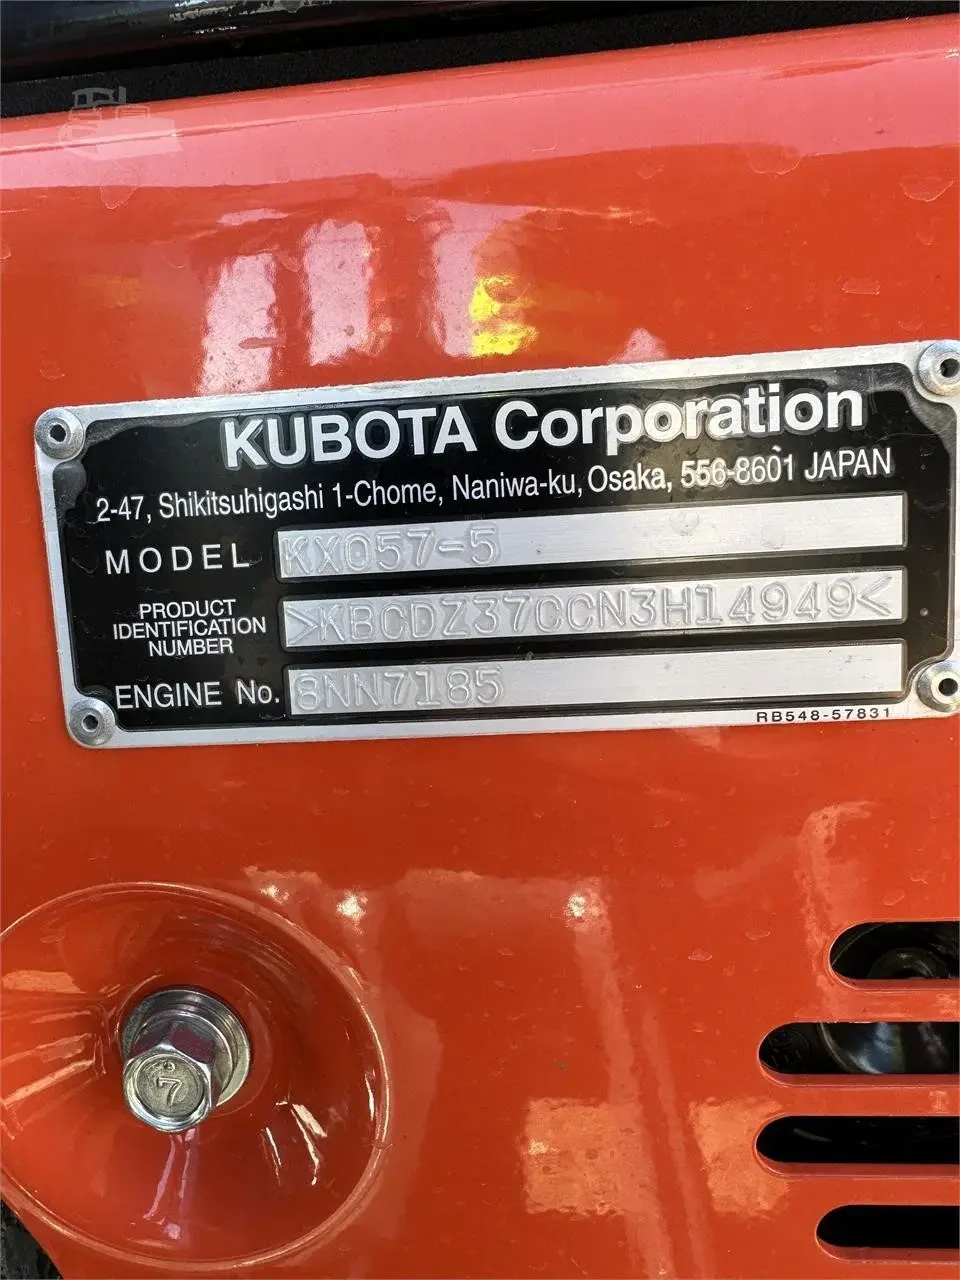 KUBOTA Corporation
2-47, Shikitsuhigashi 1-Chome, Naniwa-ku, Osaka, 556-8601 JAPAN
MODEL KX057-5
PRODUCT IDENTIFICATION NUMBER >KBCDZ37CCN3H14949<
ENGINE No. 8NN7185
RB548-57831
7